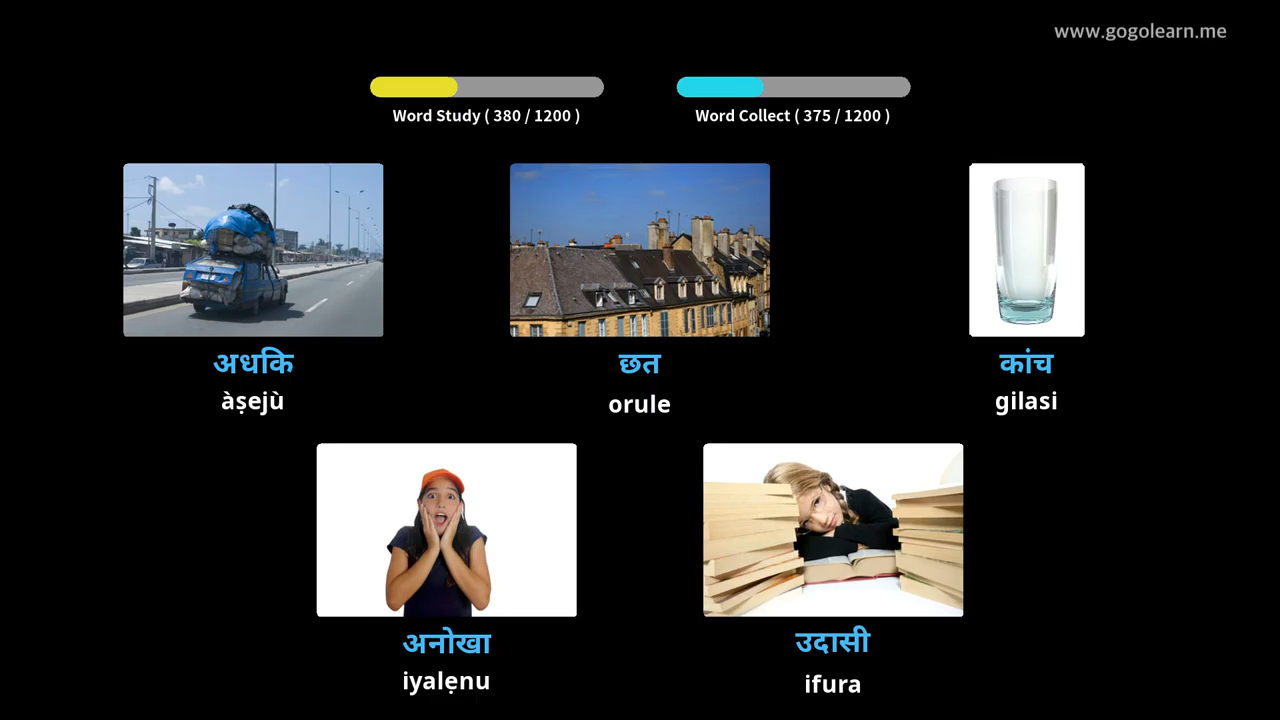 www.gogolearn.me
Word Study ( 380 / 1200 )
Word Collect ( 375 / 1200 )
अधकि
àṣejù
छत
orule
कांच
gilasi
अनोखा
iyalẹnu
उदासी
ifura